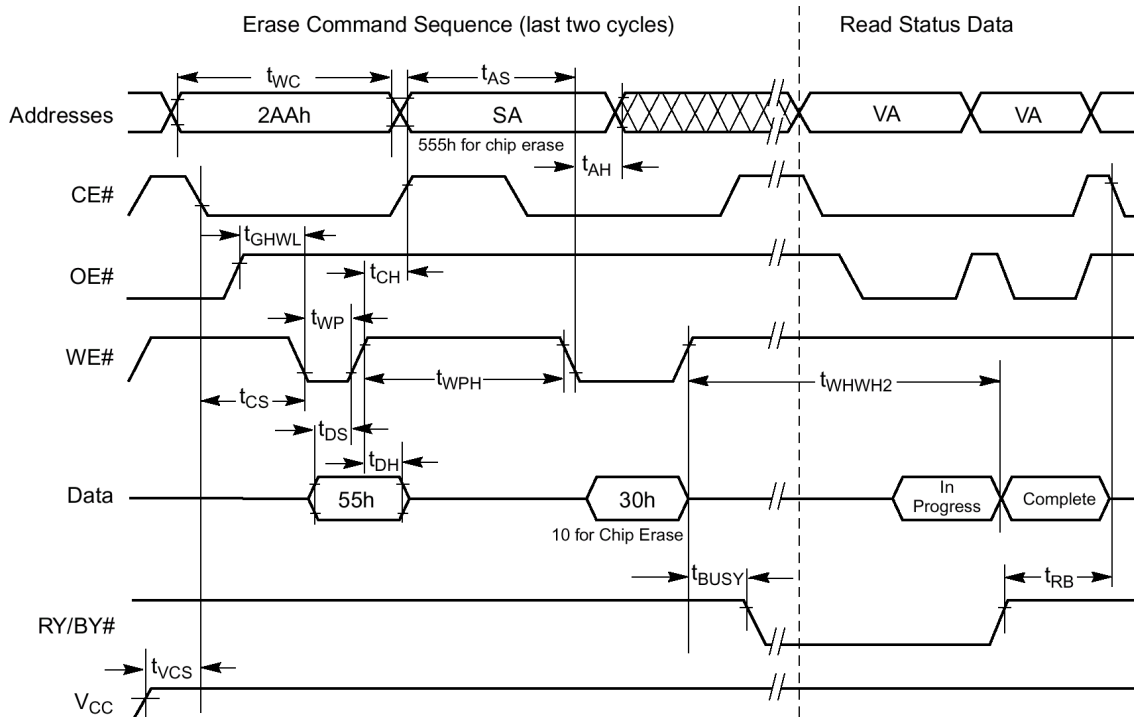 Erase Command Sequence (last two cycles)
Read Status Data
tWC
tAS
Addresses
2AAh
SA
VA
VA
555h for chip erase
tAH
CE#
tGHWL
OE#
tCH
tWP
WE#
tWPH
tWHWH2
tCS
tDS
tDH
Data
55h
30h
In
Progress
Complete
10 for Chip Erase
tBUSY
tRB
RY/BY#
tVCS
VCC